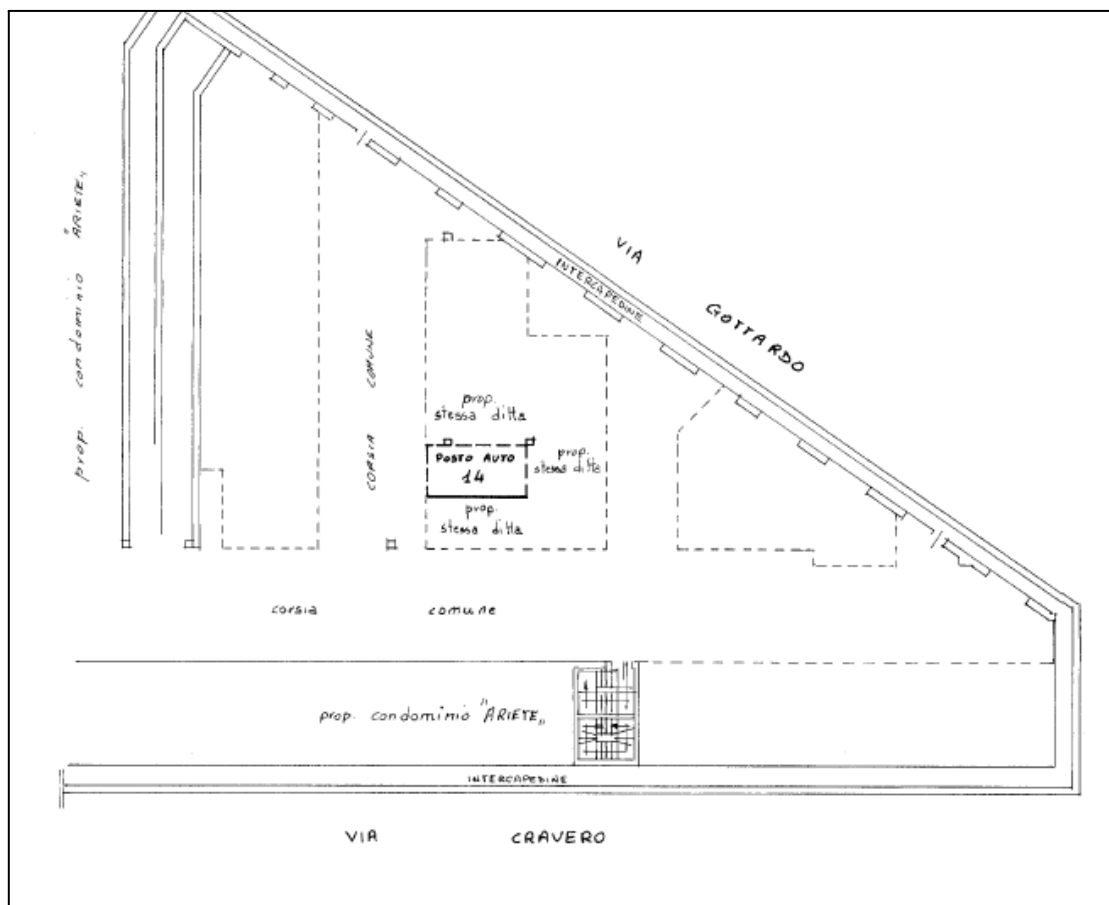 VIA
GOTTARDO
INTERCAPEDINE
prop. condominio "ARIETE"
CORSIA COMUNE
prop.
stessa ditta
POSTO AUTO
14
prop.
stessa ditta
prop.
stessa ditta
corsia comune
prop. condominio "ARIETE"
INTERCAPEDINE
VIA CRAVERO